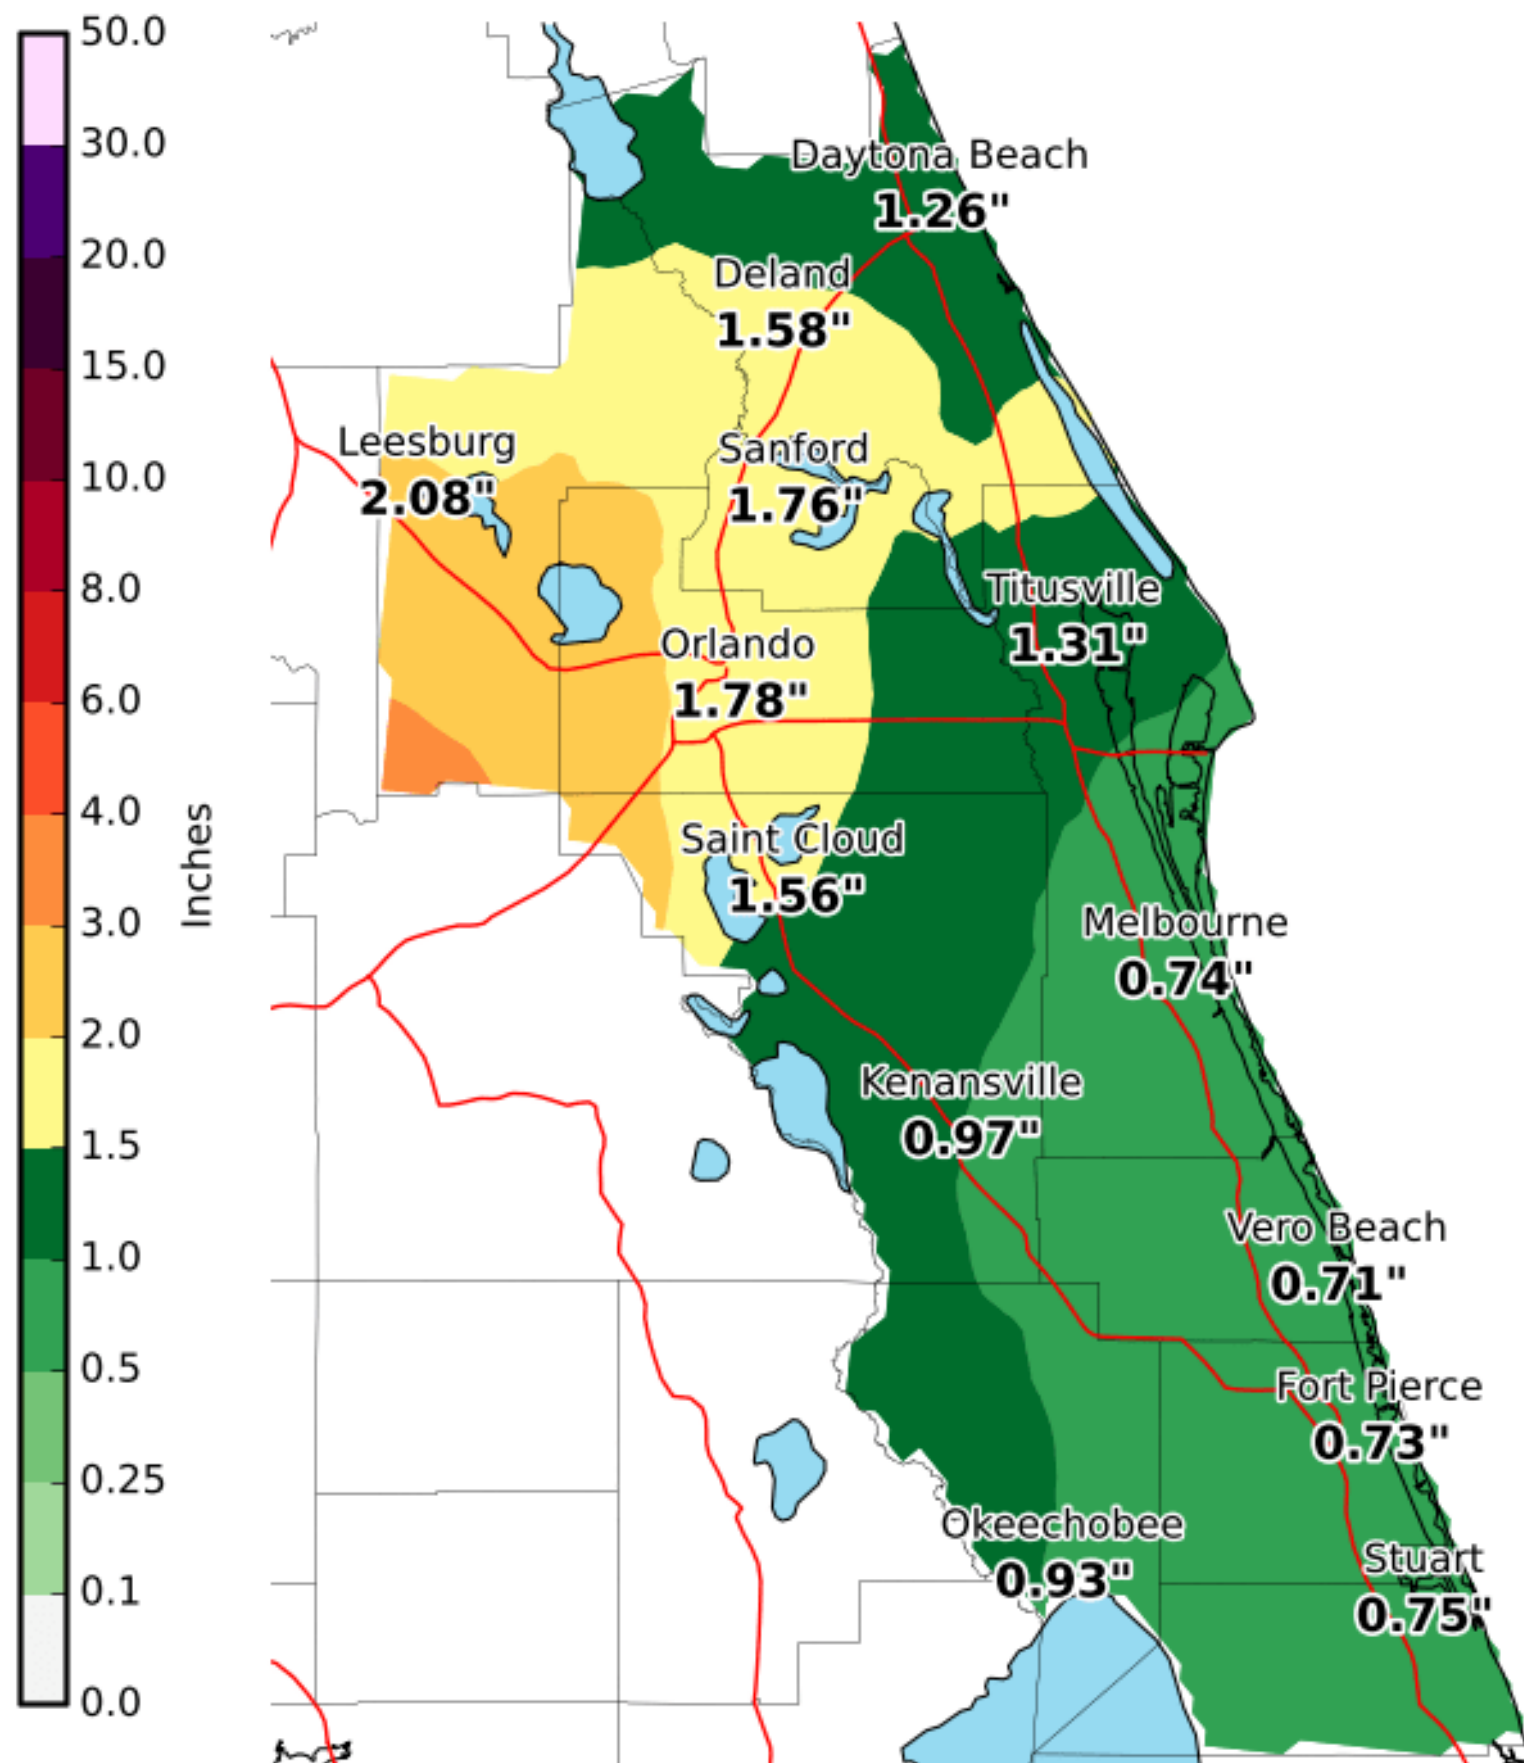 50.0
30.0
20.0
15.0
10.0
8.0
6.0
4.0
3.0
2.0
1.5
1.0
0.5
0.25
0.1
0.0
Inches
Daytona Beach
1.26"
Deland
1.58"
Leesburg
2.08"
Sanford
1.76"
Titusville
1.31"
Orlando
1.78"
Saint Cloud
1.56"
Melbourne
0.74"
Kenansville
0.97"
Vero Beach
0.71"
Fort Pierce
0.73"
Okeechobee
0.93"
Stuart
0.75"